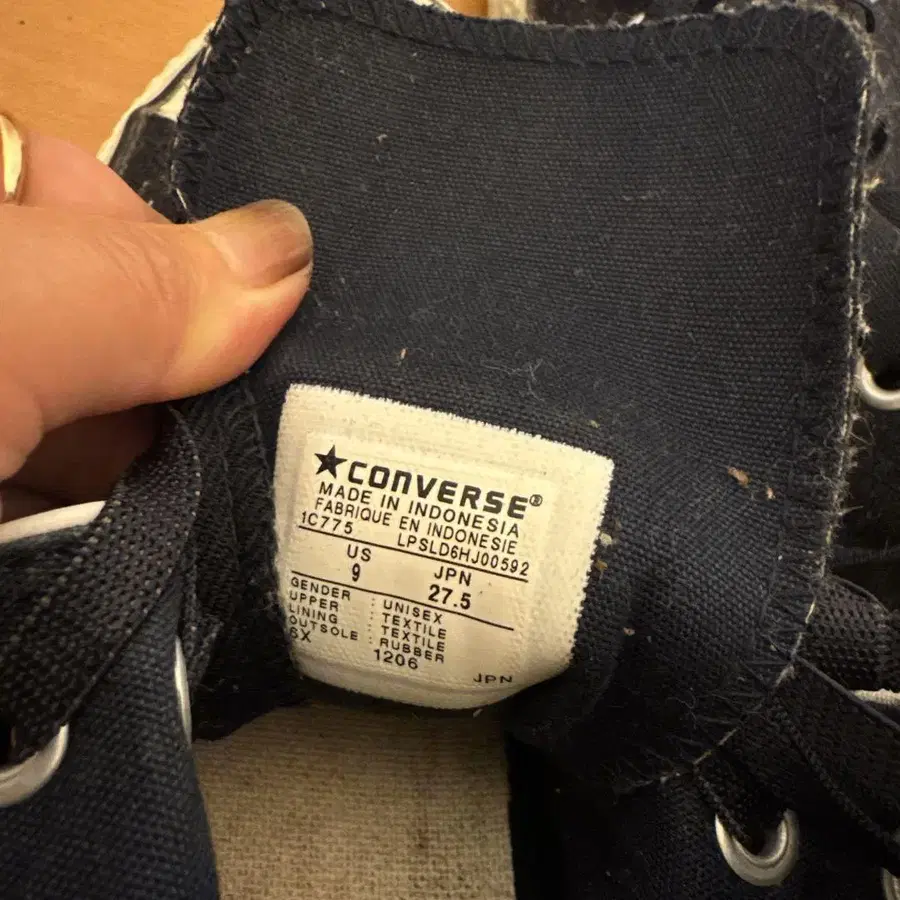 ★CONVERSE®
MADE IN INDONESIA
FABRIQUE EN INDONESIE
1C775 LPSLD6HJ00592
US JPN
9 27.5
GENDER : UNISEX
UPPER : TEXTILE
LINING : TEXTILE
OUTSOLE : RUBBER
6X 1206 JPN